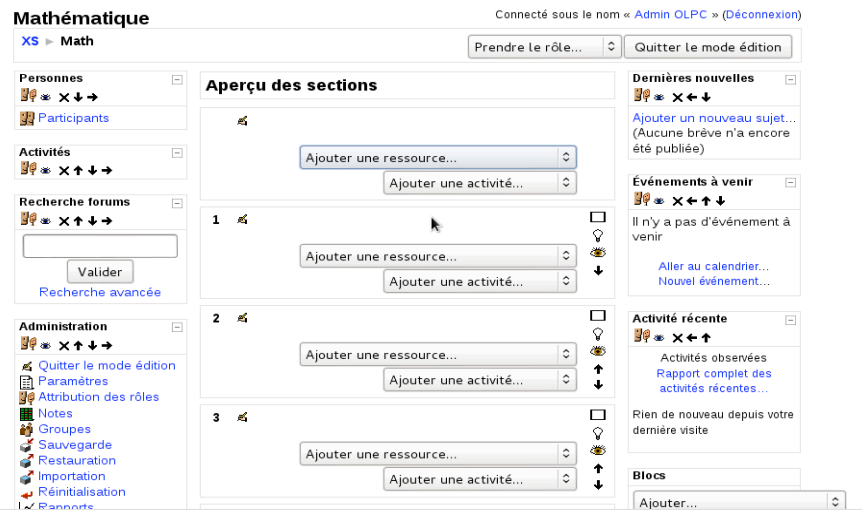 Mathématique
Connecté sous le nom « Admin OLPC » (Déconnexion)
XS ► Math
Prendre le rôle...
Quitter le mode édition
Personnes
Participants
Activités
Recherche forums
Valider
Recherche avancée
Administration
Quitter le mode édition
Paramètres
Attribution des rôles
Notes
Groupes
Sauvegarde
Restauration
Importation
Réinitialisation
Rapports
Aperçu des sections
Ajouter une ressource...
Ajouter une activité...
1
Ajouter une ressource...
Ajouter une activité...
2
Ajouter une ressource...
Ajouter une activité...
3
Ajouter une ressource...
Ajouter une activité...
Dernières nouvelles
Ajouter un nouveau sujet...
(Aucune brève n'a encore
été publiée)
Événements à venir
Il n'y a pas d'événement à
venir
Aller au calendrier...
Nouvel événement...
Activité récente
Activités observées
Rapport complet des
activités récentes...
Rien de nouveau depuis votre
dernière visite
Blocs
Ajouter...